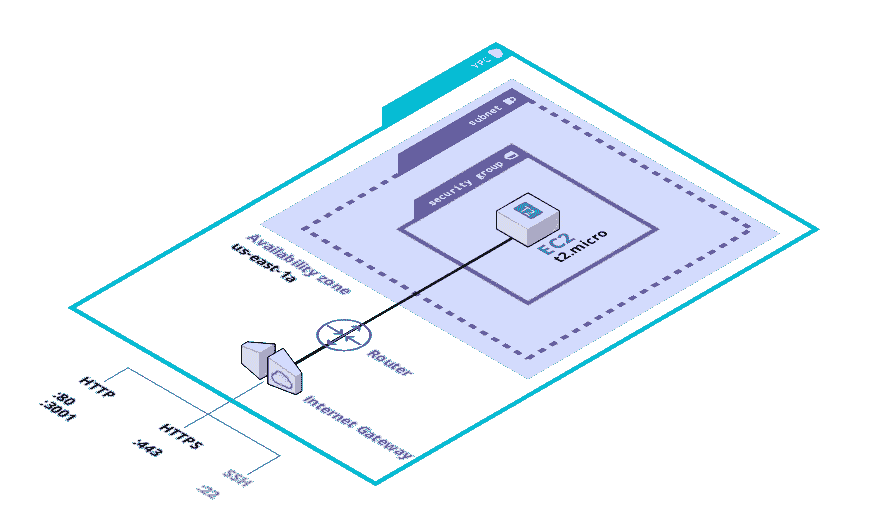 VPC
subnet
security group
EC2
t2.micro
Availability zone
us-east-1a
Router
Internet Gateway
HTTP
:80
:3001
HTTPS
:443
SSH
:22